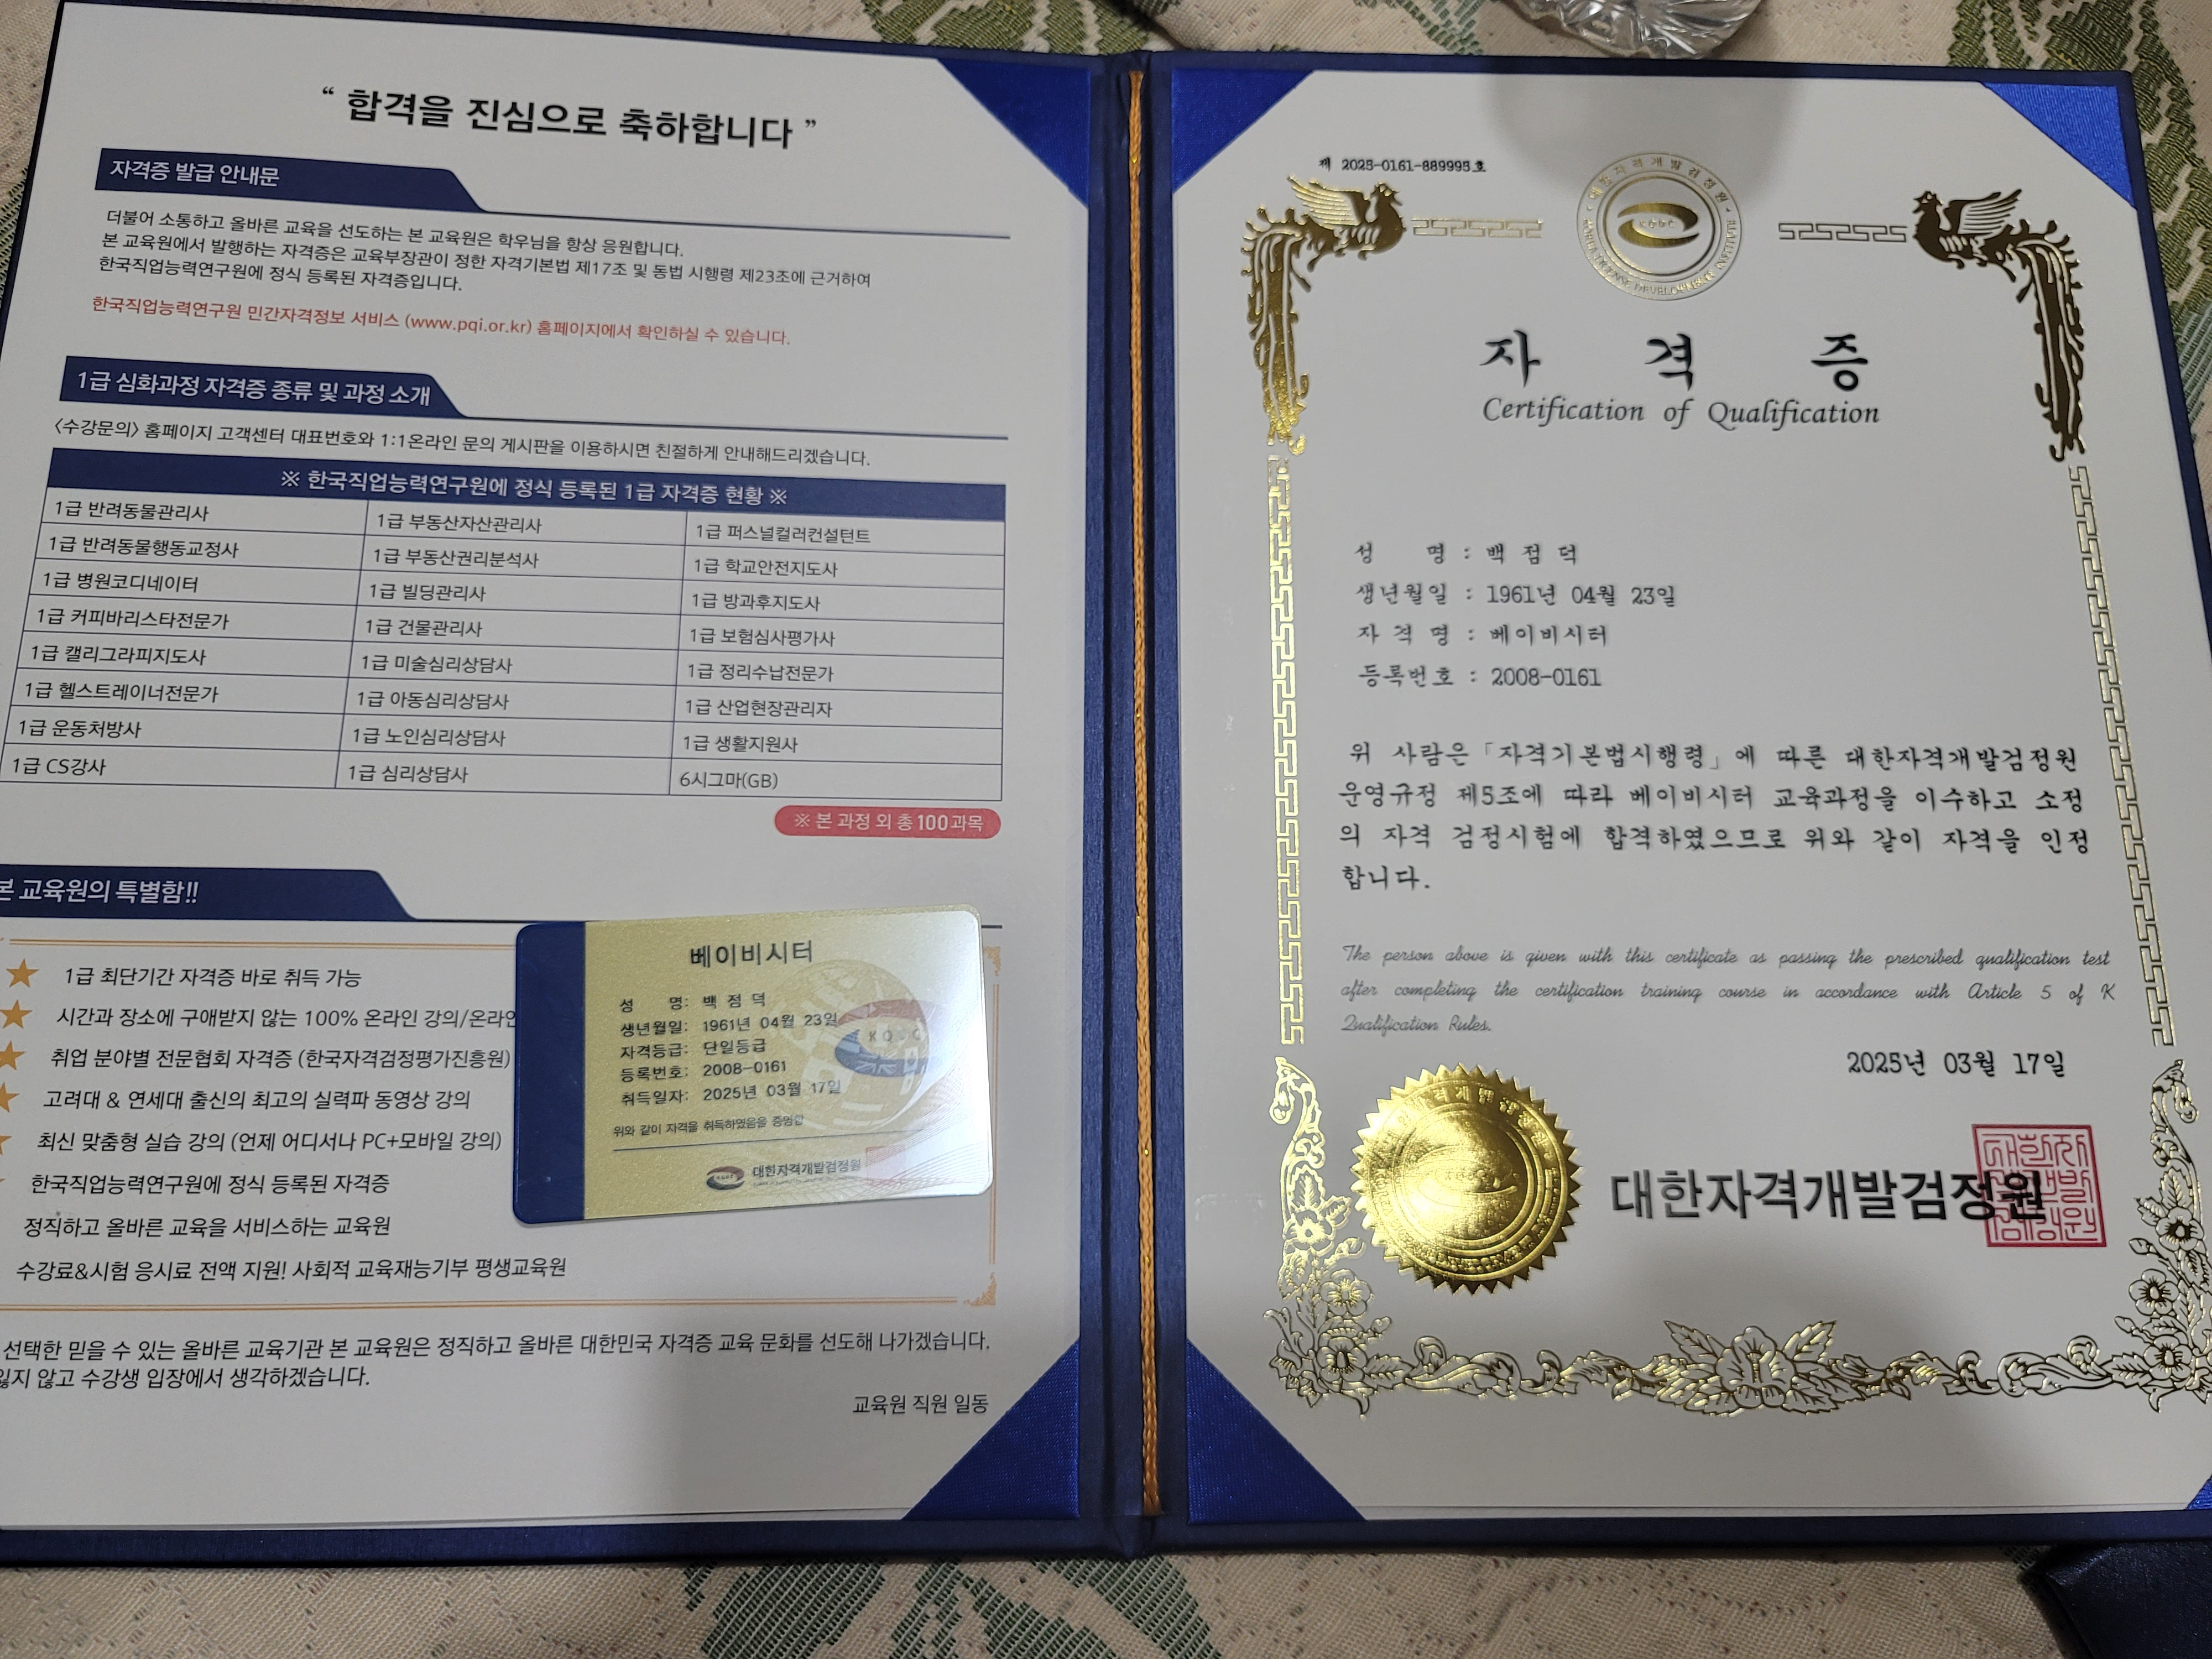 “ 합격을 진심으로 축하합니다 ”
자격증 발급 안내문
더불어 소통하고 올바른 교육을 선도하는 본 교육원은 학우님을 항상 응원합니다.
본 교육원에서 발행하는 자격증은 교육부장관이 정한 자격기본법 제17조 및 동법 시행령 제23조에 근거하여
한국직업능력연구원에 정식 등록된 자격증입니다.
한국직업능력연구원 민간자격정보 서비스 (www.pqi.or.kr) 홈페이지에서 확인하실 수 있습니다.
1급 심화과정 자격증 종류 및 과정 소개
<수강문의> 홈페이지 고객센터 대표번호와 1:1온라인 문의 게시판을 이용하시면 친절하게 안내해드리겠습니다.
※ 한국직업능력연구원에 정식 등록된 1급 자격증 현황 ※
1급 반려동물관리사 1급 부동산자산관리사 1급 퍼스널컬러컨설턴트
1급 반려동물행동교정사 1급 부동산권리분석사 1급 학교안전지도사
1급 병원코디네이터 1급 빌딩관리사 1급 방과후지도사
1급 커피바리스타전문가 1급 건물관리사 1급 보험심사평가사
1급 캘리그라피지도사 1급 미술심리상담사 1급 정리수납전문가
1급 헬스트레이너전문가 1급 아동심리상담사 1급 산업현장관리자
1급 운동처방사 1급 노인심리상담사 1급 생활지원사
1급 CS강사 1급 심리상담사 6시그마(GB)
※ 본 과정 외 총 100과목
본 교육원의 특별함!!
1급 최단기간 자격증 바로 취득 가능
시간과 장소에 구애받지 않는 100% 온라인 강의/온라인
취업 분야별 전문협회 자격증 (한국자격검정평가진흥원)
고려대 & 연세대 출신의 최고의 실력파 동영상 강의
최신 맞춤형 실습 강의 (언제 어디서나 PC+모바일 강의)
한국직업능력연구원에 정식 등록된 자격증
정직하고 올바른 교육을 서비스하는 교육원
수강료&시험 응시료 전액 지원! 사회적 교육재능기부 평생교육원
선택한 믿을 수 있는 올바른 교육기관 본 교육원은 정직하고 올바른 대한민국 자격증 교육 문화를 선도해 나가겠습니다.
잃지 않고 수강생 입장에서 생각하겠습니다.
교육원 직원 일동
베이비시터
성 명: 백 점 덕
생년월일: 1961년 04월 23일
자격등급: 단일등급
등록번호: 2008-0161
취득일자: 2025년 03월 17일
위와 같이 자격을 취득하였음을 증명함
대한자격개발검정원
제 2025-0161-889995호
대한자격개발검정원
자 격 증
Certification of Qualification
성 명 : 백 점 덕
생년월일 : 1961년 04월 23일
자 격 명 : 베이비시터
등록번호 : 2008-0161
위 사람은 「자격기본법시행령」에 따른 대한자격개발검정원
운영규정 제5조에 따라 베이비시터 교육과정을 이수하고 소정
의 자격 검정시험에 합격하였으므로 위와 같이 자격을 인정
합니다.
The person above is given with this certificate as passing the prescribed qualification test
after completing the certification training course in accordance with Article 5 of K
Qualification Rules.
2025년 03월 17일
대한자격개발검정원